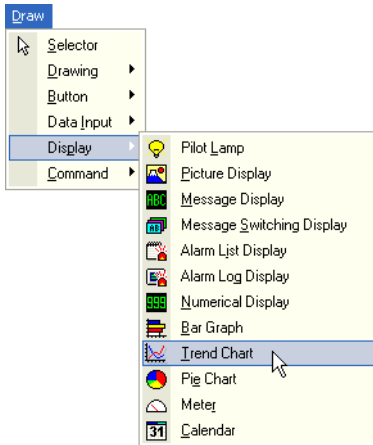 Draw
Selector
Drawing
Button
Data Input
Display
Command
Pilot Lamp
Picture Display
ABC
Message Display
AB
Message Switching Display
Alarm List Display
Alarm Log Display
999
Numerical Display
Bar Graph
Trend Chart
Pie Chart
Meter
31
Calendar